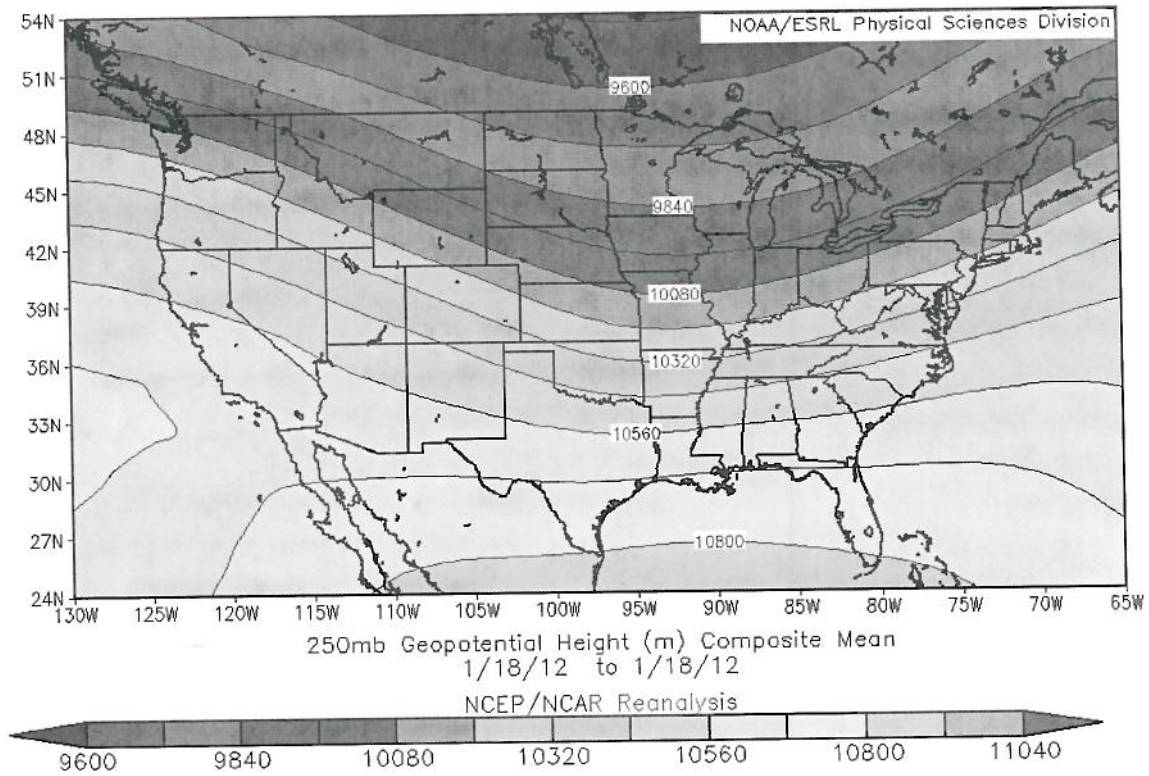 54N
NOAA/ESRL Physical Sciences Division
51N
9600
48N
45N
9840
42N
10080
39N
36N
10320
33N
10560
30N
27N
10800
24N
130W 125W 120W 115W 110W 105W 100W 95W 90W 85W 80W 75W 70W 65W
250mb Geopotential Height (m) Composite Mean
1/18/12 to 1/18/12
NCEP/NCAR Reanalysis
9600 9840 10080 10320 10560 10800 11040